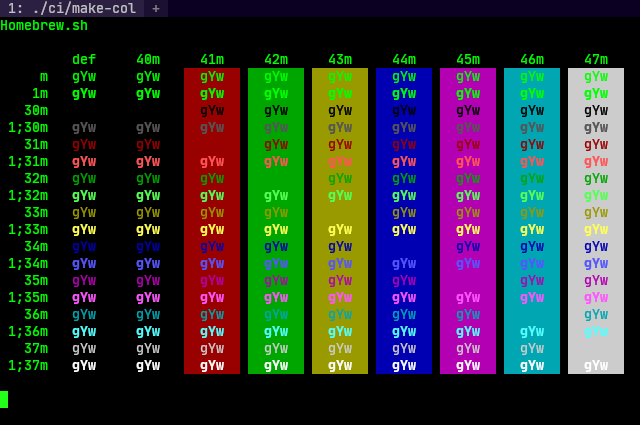 1: ./ci/make-col +
Homebrew.sh
def 40m 41m 42m 43m 44m 45m 46m 47m
m gYw gYw gYw gYw gYw gYw gYw gYw gYw
1m gYw gYw gYw gYw gYw gYw gYw gYw gYw
30m gYw gYw gYw gYw gYw gYw gYw
1;30m gYw gYw gYw gYw gYw gYw gYw gYw gYw
31m gYw gYw gYw gYw gYw gYw gYw gYw
1;31m gYw gYw gYw gYw gYw gYw gYw gYw gYw
32m gYw gYw gYw gYw gYw gYw gYw gYw
1;32m gYw gYw gYw gYw gYw gYw gYw gYw gYw
33m gYw gYw gYw gYw gYw gYw gYw gYw
1;33m gYw gYw gYw gYw gYw gYw gYw gYw gYw
34m gYw gYw gYw gYw gYw gYw gYw gYw
1;34m gYw gYw gYw gYw gYw gYw gYw gYw gYw
35m gYw gYw gYw gYw gYw gYw gYw gYw
1;35m gYw gYw gYw gYw gYw gYw gYw gYw gYw
36m gYw gYw gYw gYw gYw gYw gYw gYw
1;36m gYw gYw gYw gYw gYw gYw gYw gYw gYw
37m gYw gYw gYw gYw gYw gYw gYw gYw
1;37m gYw gYw gYw gYw gYw gYw gYw gYw gYw